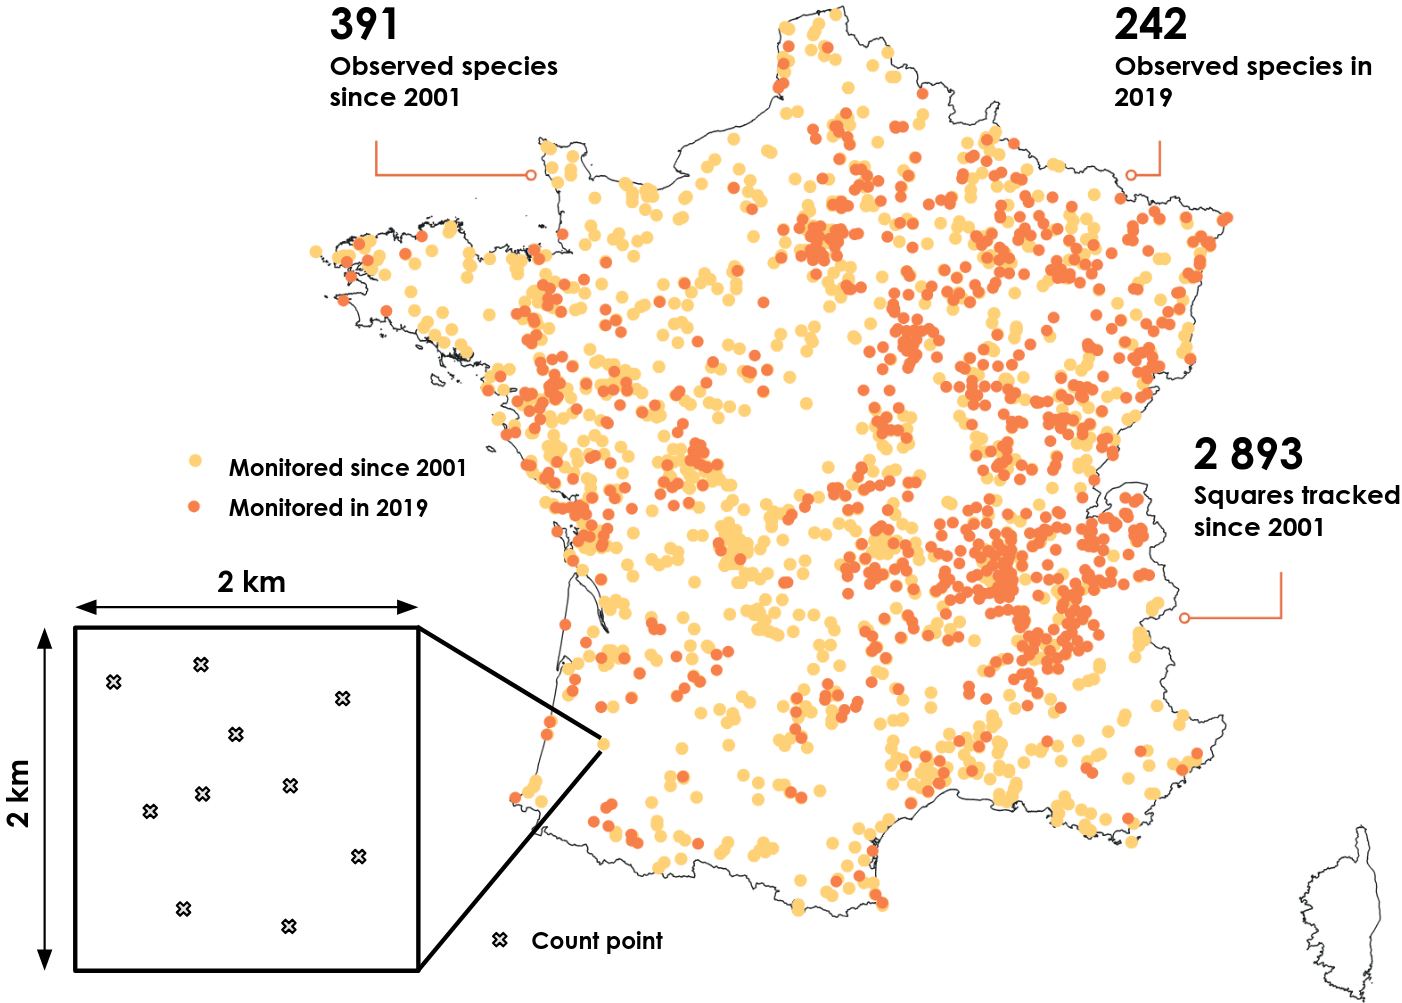 391
Observed species
since 2001
242
Observed species in
2019
2 893
Squares tracked
since 2001
Monitored since 2001
Monitored in 2019
2 km
2 km
Count point